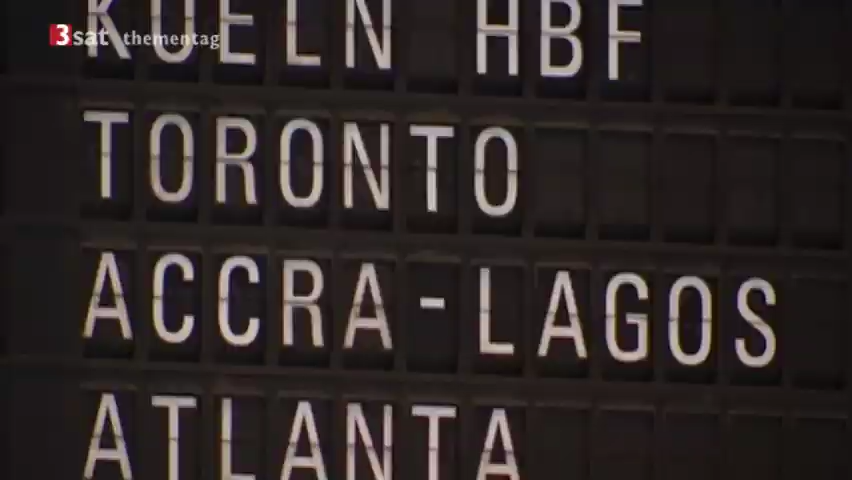 3sat thementag
KOELN HBF
TORONTO
ACCRA-LAGOS
ATLANTA